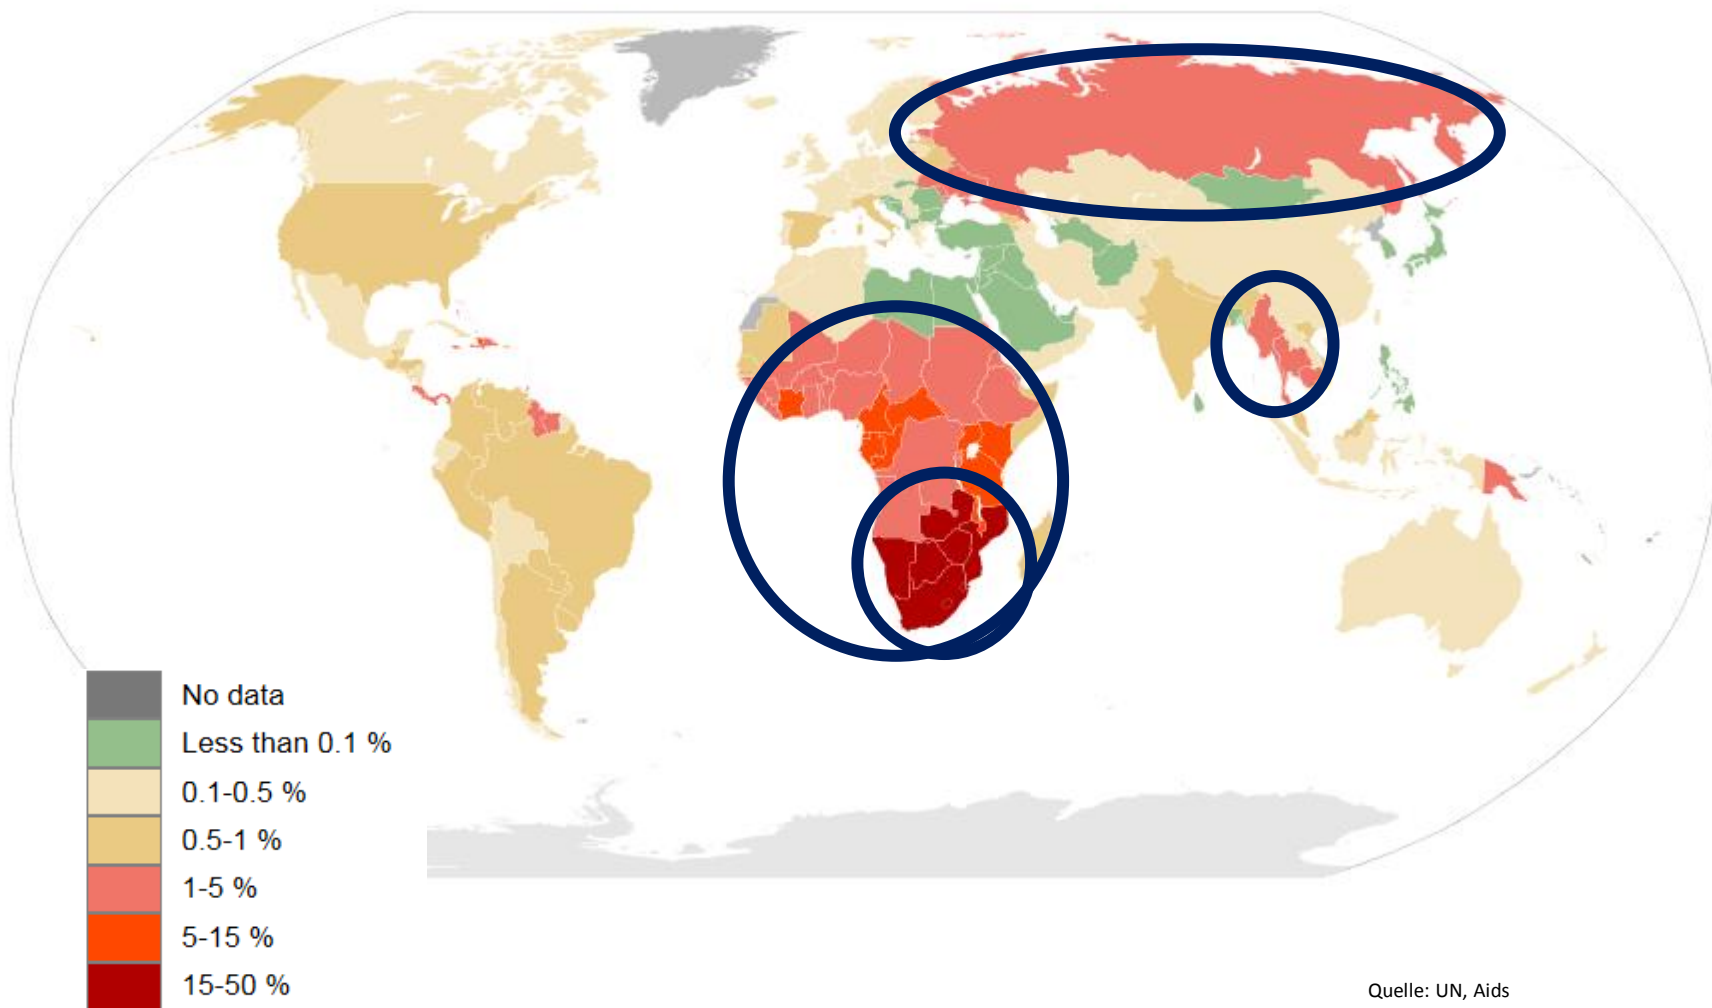 No data
Less than 0.1 %
0.1-0.5 %
0.5-1 %
1-5 %
5-15 %
15-50 %
Quelle: UN, Aids